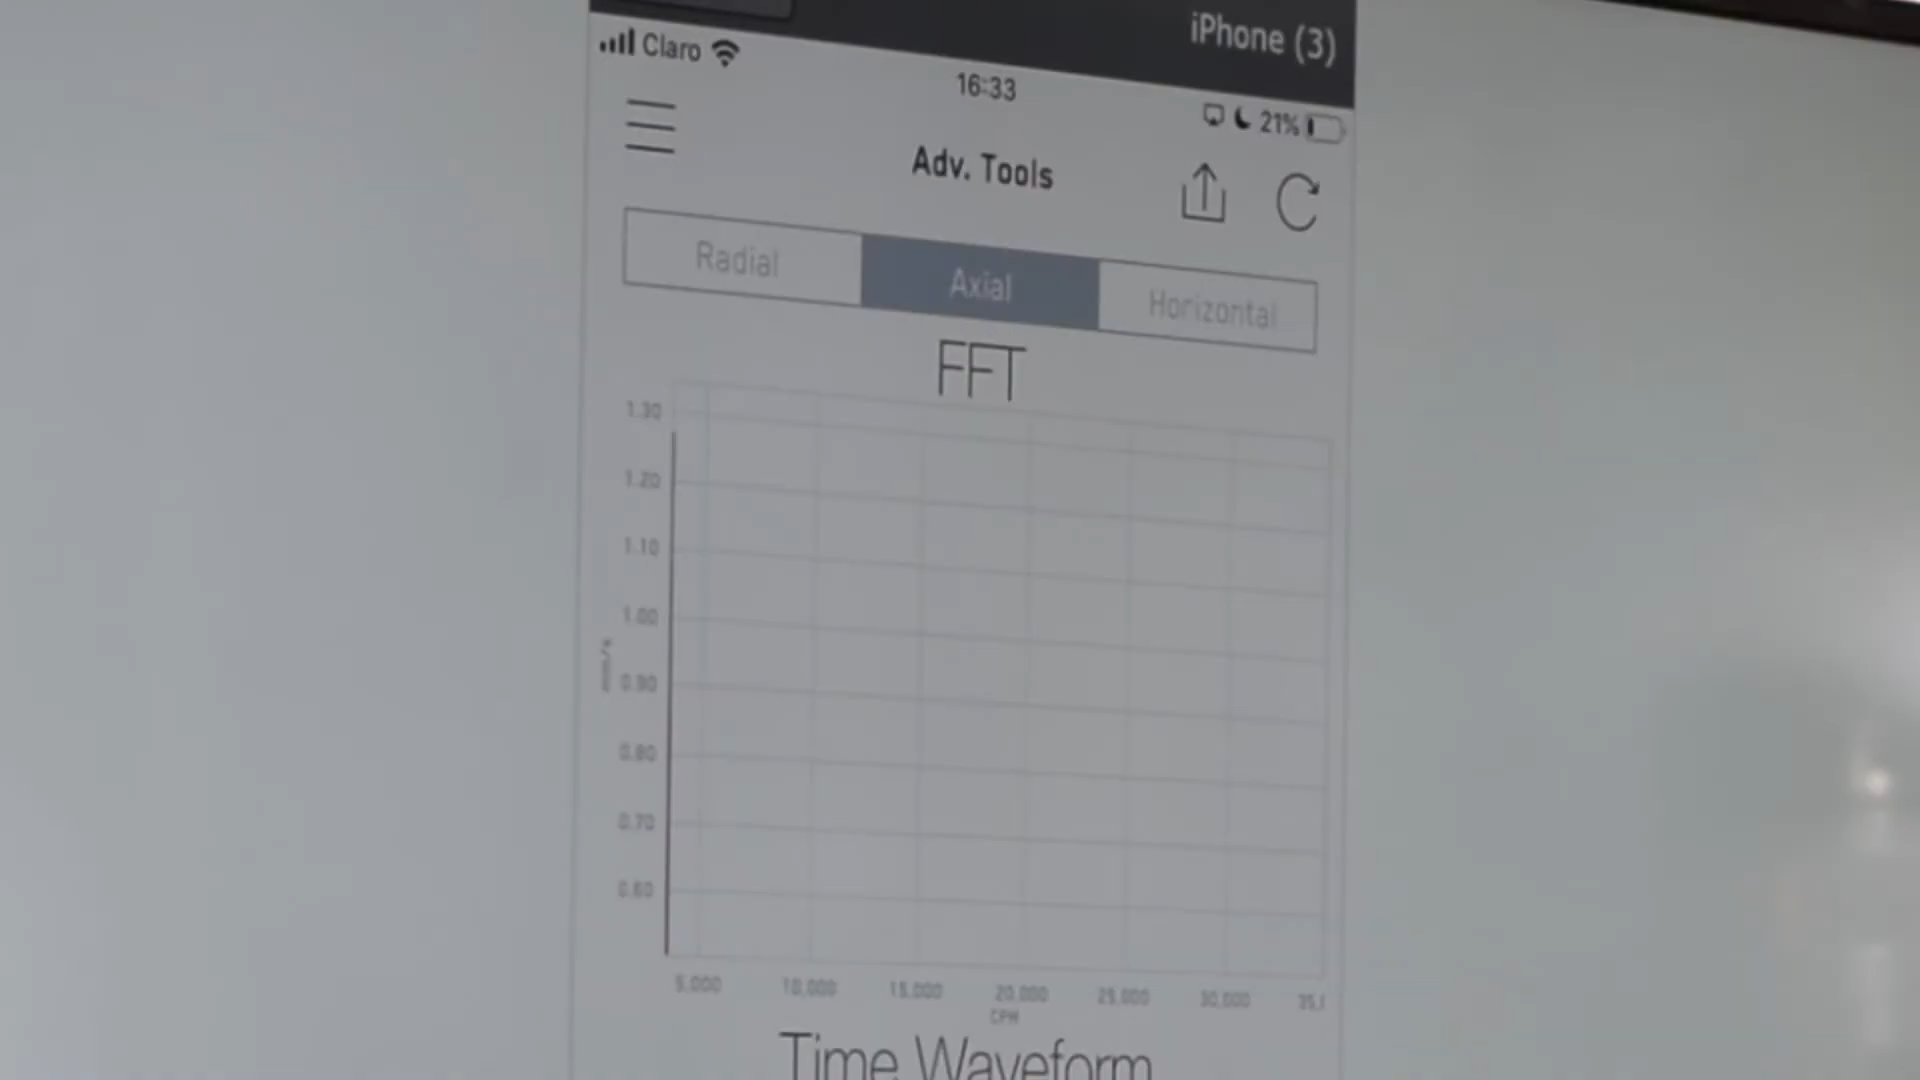 iPhone (3)
Claro
16:33
21%
Adv. Tools
Radial
Axial
Horizontal
FFT
1.30
1.20
1.10
1.00
mm/s
0.90
0.80
0.70
0.60
5,000 10,000 15,000 20,000 25,000 30,000
CPM
Time Waveform